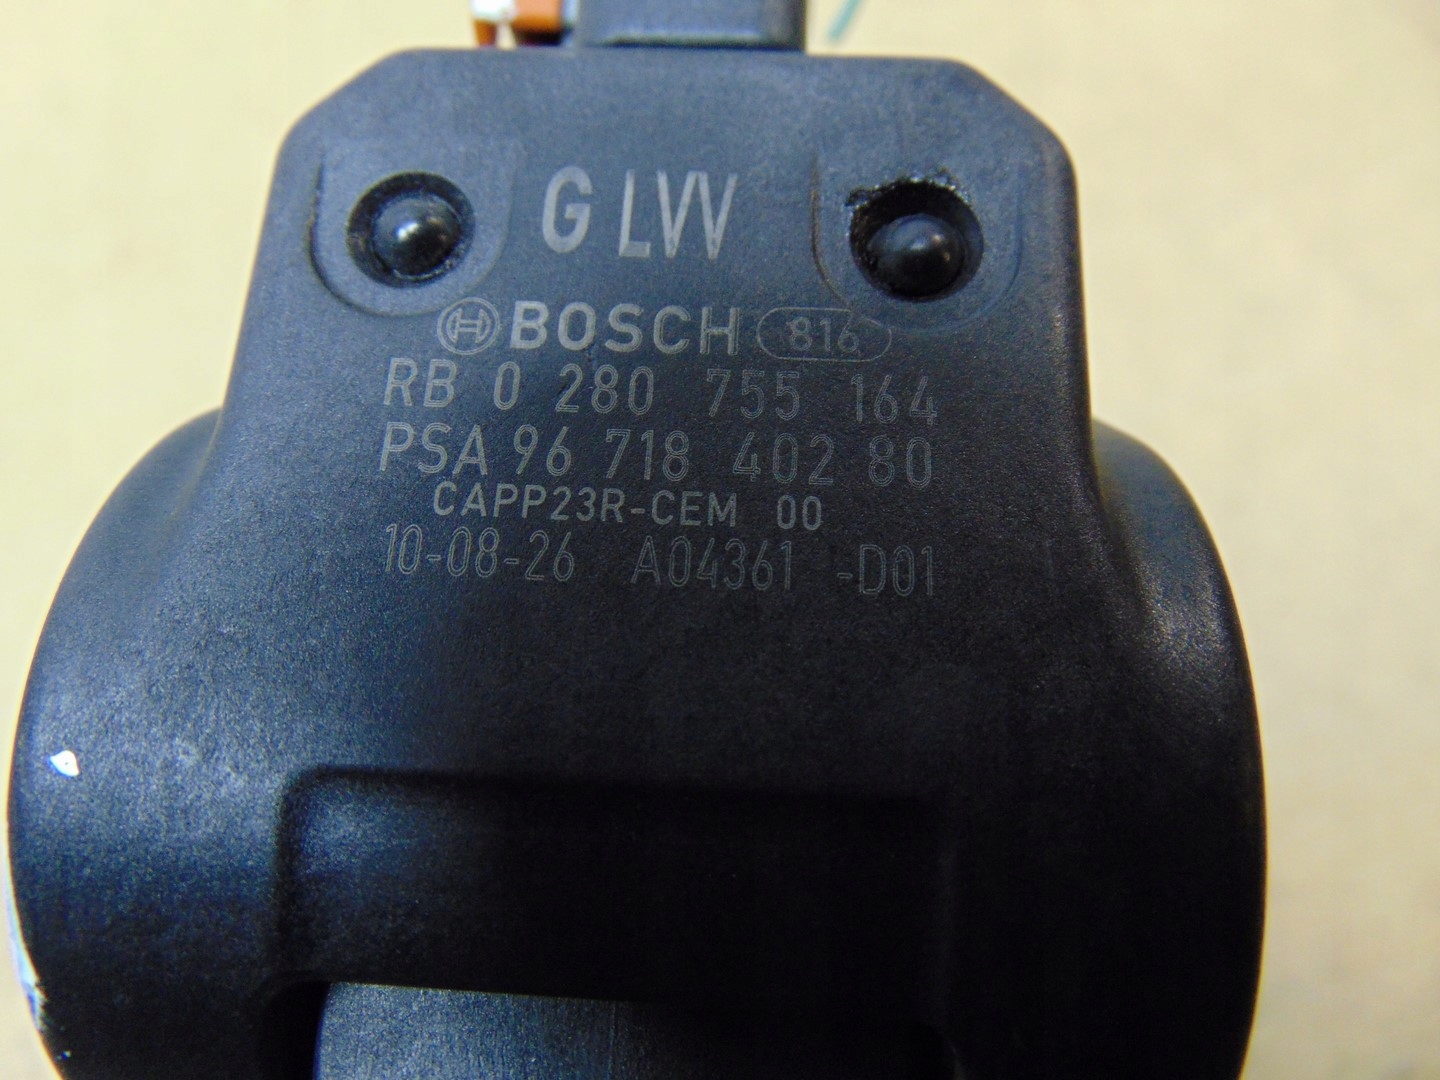 G LVV
BOSCH 816
RB 0 280 755 164
PSA 96 718 402 80
CAPP23R-CEM 00
10-08-26 A04361 -D01